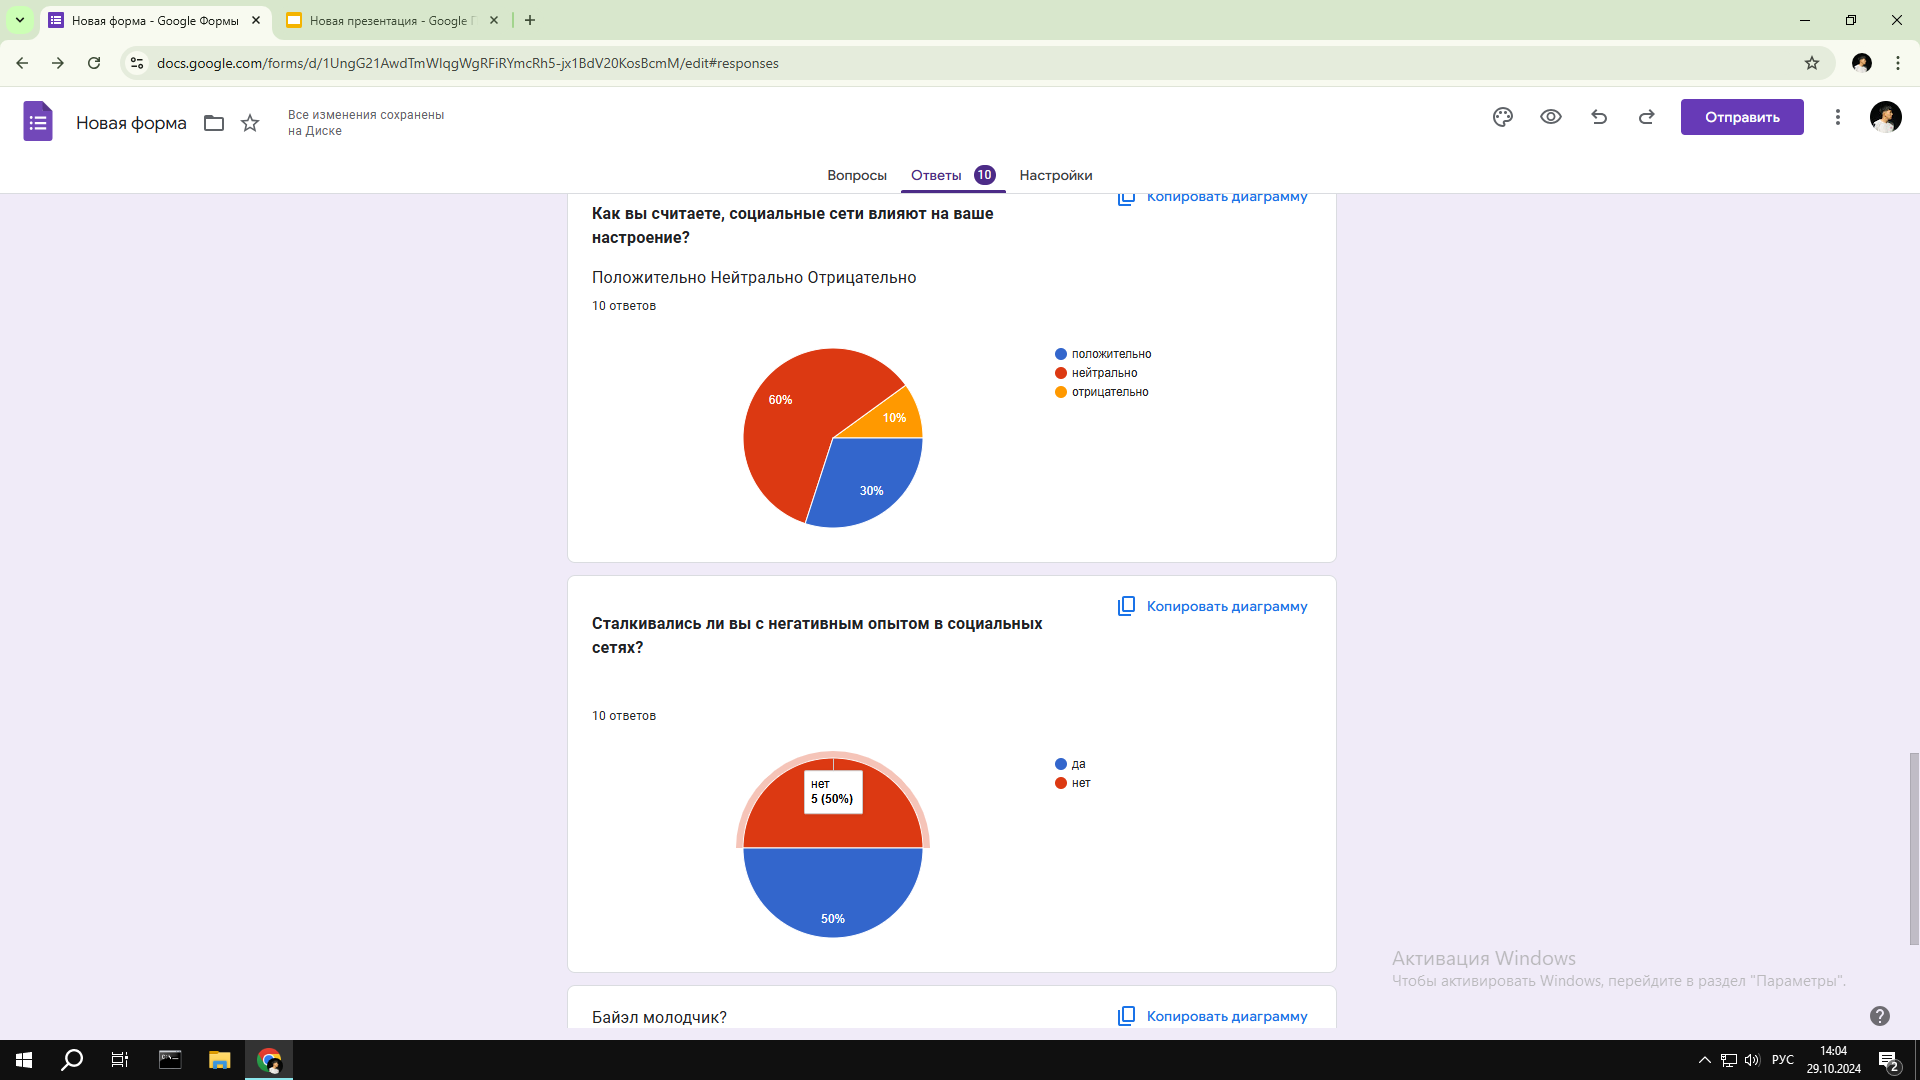 Новая форма - Google Формы
Новая презентация - Google П
docs.google.com/forms/d/1UngG21AwdTmWIqgWgRFiRYmcRh5-jx1BdV20KosBcmM/edit#responses
Новая форма
Все изменения сохранены
на Диске
Отправить
Вопросы
Ответы 10
Настройки
Как вы считаете, социальные сети влияют на ваше
настроение?
Копировать диаграмму
Положительно Нейтрально Отрицательно
10 ответов
положительно
нейтрально
отрицательно
60%
10%
30%
Сталкивались ли вы с негативным опытом в социальных
сетях?
Копировать диаграмму
10 ответов
да
нет
нет
5 (50%)
50%
Активация Windows
Чтобы активировать Windows, перейдите в раздел "Параметры".
Байэл молодчик?
Копировать диаграмму
РУС
14:04
29.10.2024
2